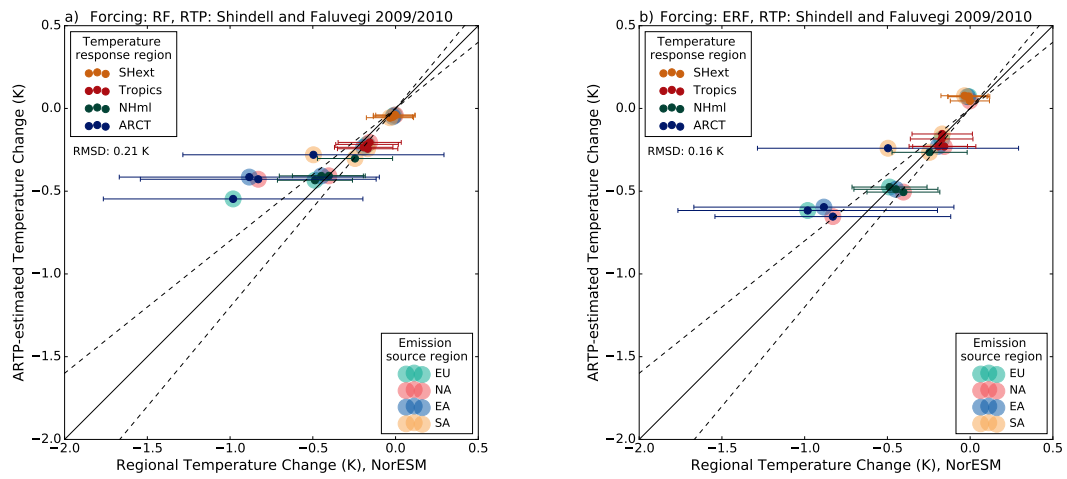 a) Forcing: RF, RTP: Shindell and Faluvegi 2009/2010
0.5
0.0
−0.5
−1.0
−1.5
−2.0
ARTP-estimated Temperature Change (K)
Temperature
response region
SHext
Tropics
NHml
ARCT
RMSD: 0.21 K
Emission
source region
EU
NA
EA
SA
−2.0 −1.5 −1.0 −0.5 0.0 0.5
Regional Temperature Change (K), NorESM
b) Forcing: ERF, RTP: Shindell and Faluvegi 2009/2010
0.5
0.0
−0.5
−1.0
−1.5
−2.0
ARTP-estimated Temperature Change (K)
Temperature
response region
SHext
Tropics
NHml
ARCT
RMSD: 0.16 K
Emission
source region
EU
NA
EA
SA
−2.0 −1.5 −1.0 −0.5 0.0 0.5
Regional Temperature Change (K), NorESM